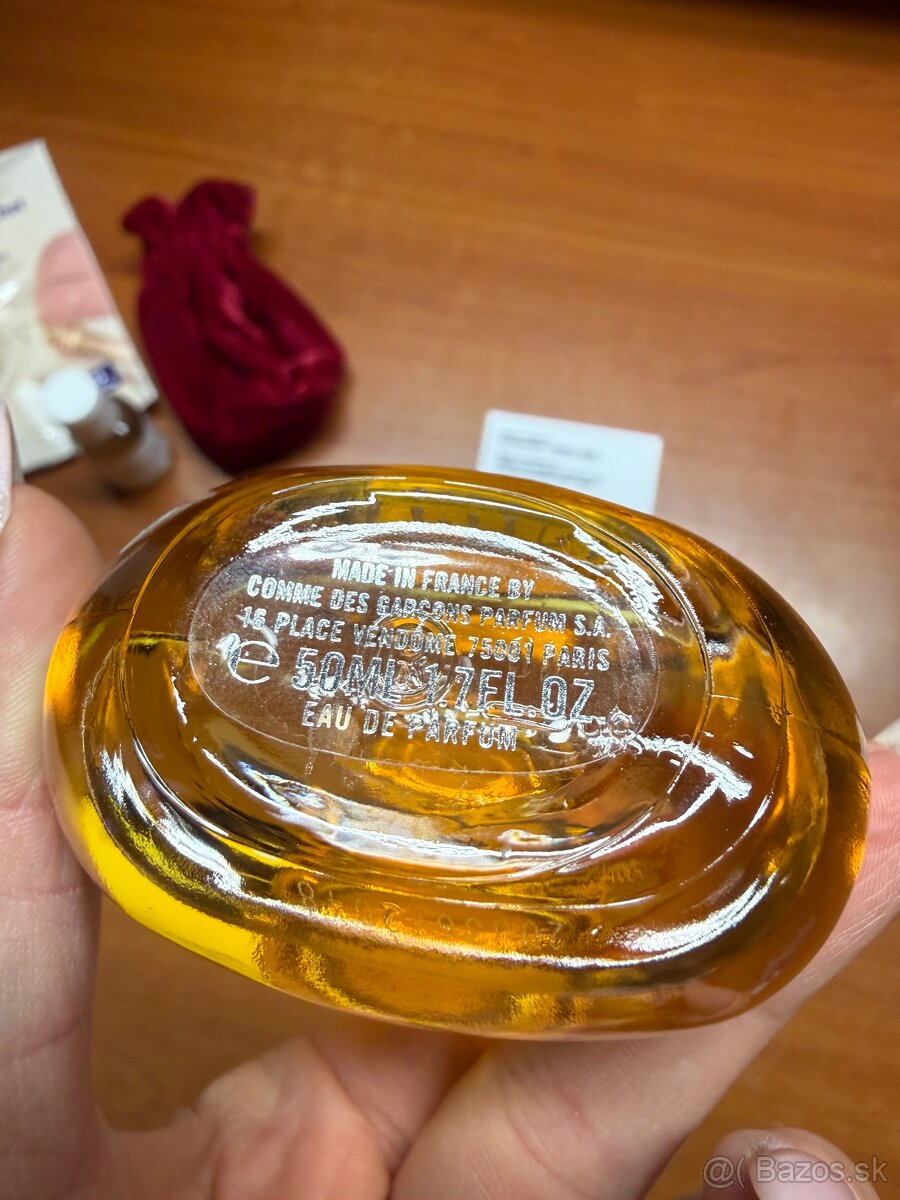 MADE IN FRANCE BY
COMME DES GARCONS PARFUM S.A.
16 PLACE VENDOME 75001 PARIS
e 50ML 1.7FL.OZ.
EAU DE PARFUM
@( Bazos.sk